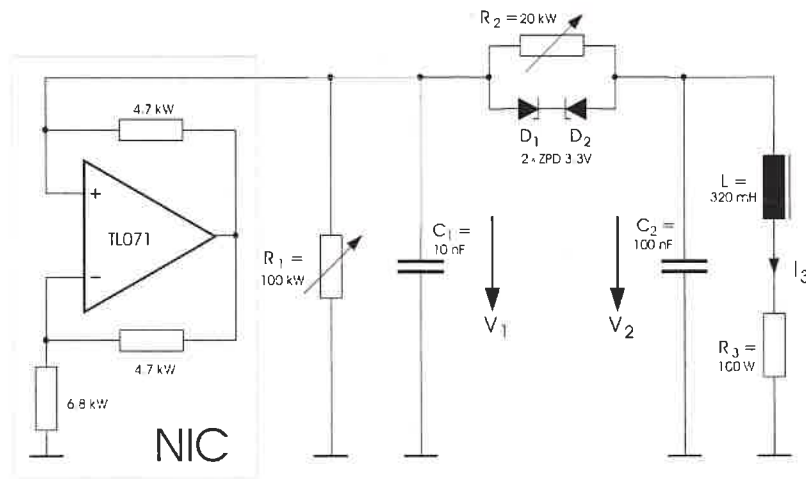 R2 = 20 kW
4.7 kW
D1
D2
2 x ZPD 3.3V
+
TL071
−
L =
320 mH
C1 =
10 nF
C2 =
100 nF
R1 =
100 kW
I3
V1
V2
4.7 kW
R3 =
100 W
6.8 kW
NIC